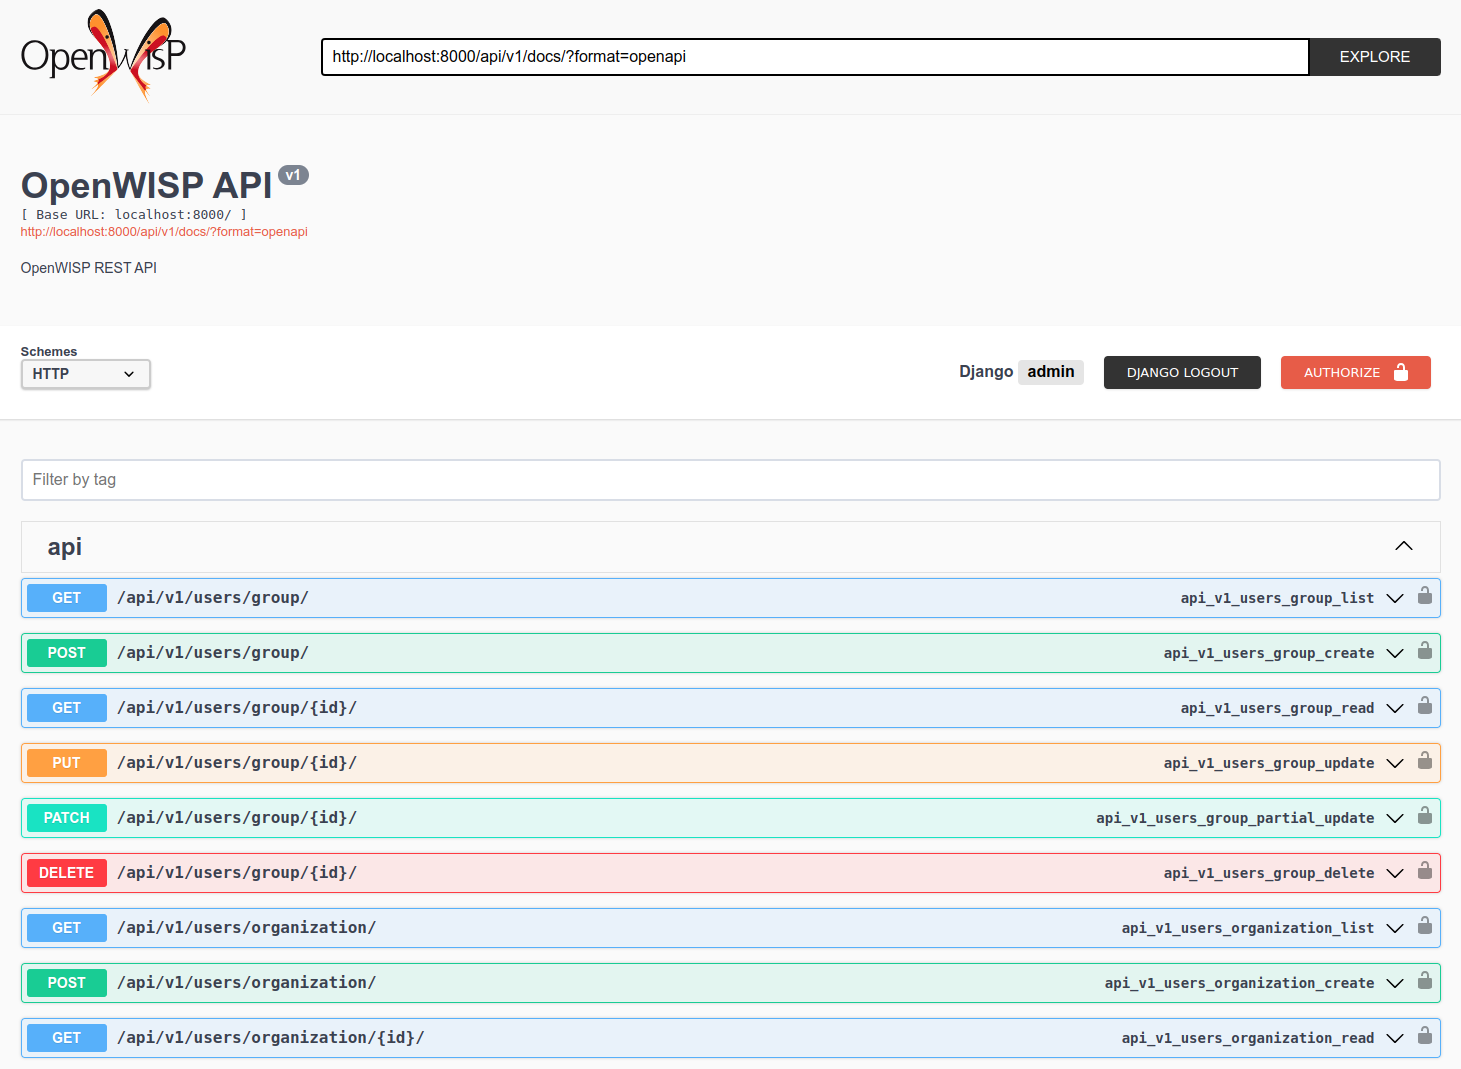 OpenWISP
http://localhost:8000/api/v1/docs/?format=openapi
EXPLORE
OpenWISP API v1
[ Base URL: localhost:8000/ ]
http://localhost:8000/api/v1/docs/?format=openapi
OpenWISP REST API
Schemes
HTTP
Django admin
DJANGO LOGOUT
AUTHORIZE
Filter by tag
api
GET /api/v1/users/group/ api_v1_users_group_list
POST /api/v1/users/group/ api_v1_users_group_create
GET /api/v1/users/group/{id}/ api_v1_users_group_read
PUT /api/v1/users/group/{id}/ api_v1_users_group_update
PATCH /api/v1/users/group/{id}/ api_v1_users_group_partial_update
DELETE /api/v1/users/group/{id}/ api_v1_users_group_delete
GET /api/v1/users/organization/ api_v1_users_organization_list
POST /api/v1/users/organization/ api_v1_users_organization_create
GET /api/v1/users/organization/{id}/ api_v1_users_organization_read